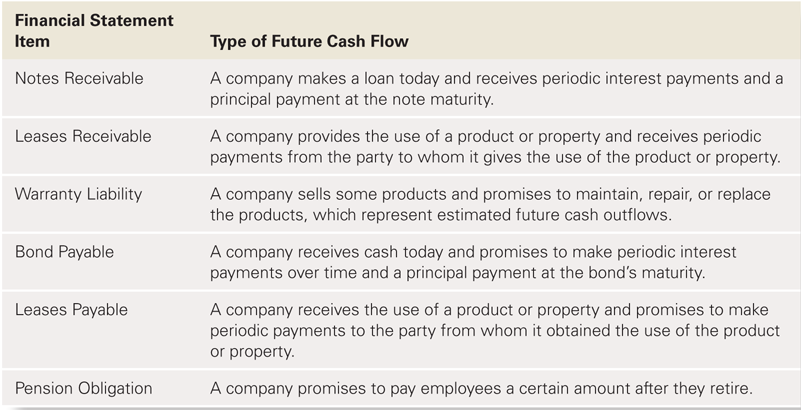 Financial Statement
Item
Type of Future Cash Flow
Notes Receivable
A company makes a loan today and receives periodic interest payments and a
principal payment at the note maturity.
Leases Receivable
A company provides the use of a product or property and receives periodic
payments from the party to whom it gives the use of the product or property.
Warranty Liability
A company sells some products and promises to maintain, repair, or replace
the products, which represent estimated future cash outflows.
Bond Payable
A company receives cash today and promises to make periodic interest
payments over time and a principal payment at the bond’s maturity.
Leases Payable
A company receives the use of a product or property and promises to make
periodic payments to the party from whom it obtained the use of the product
or property.
Pension Obligation
A company promises to pay employees a certain amount after they retire.